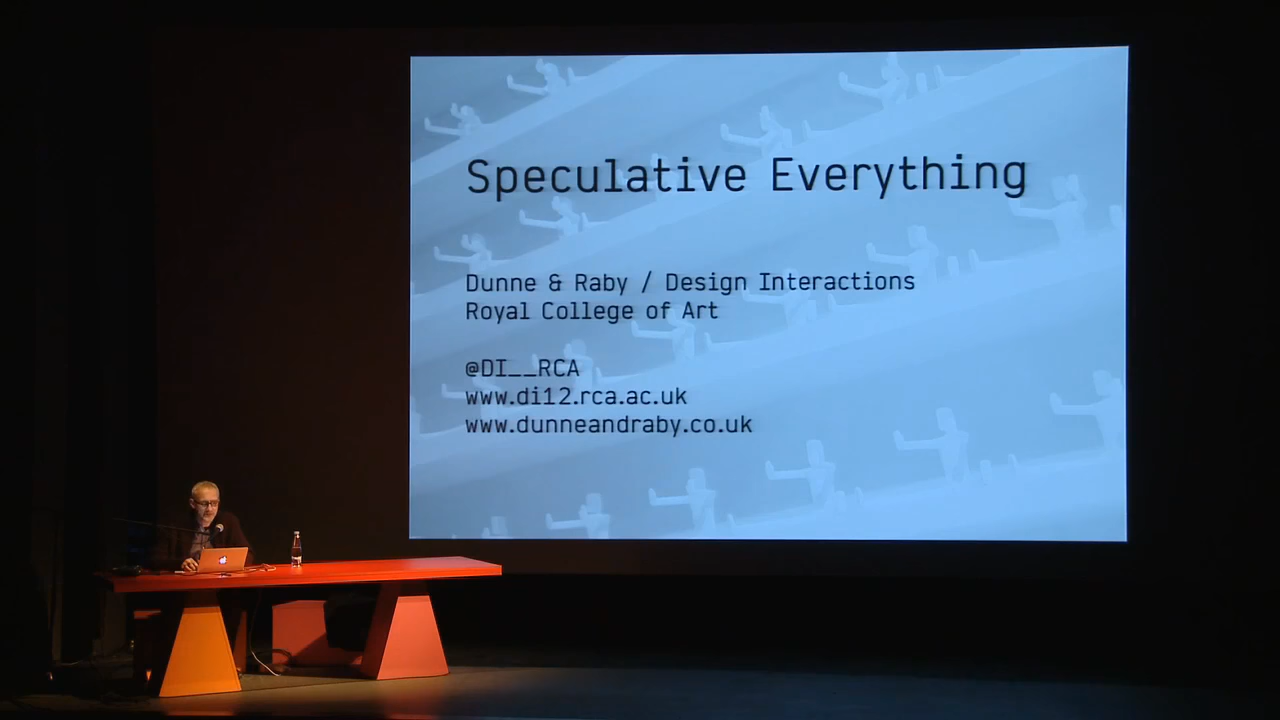 Speculative Everything
Dunne & Raby / Design Interactions
Royal College of Art
@DI__RCA
www.di12.rca.ac.uk
www.dunneandraby.co.uk